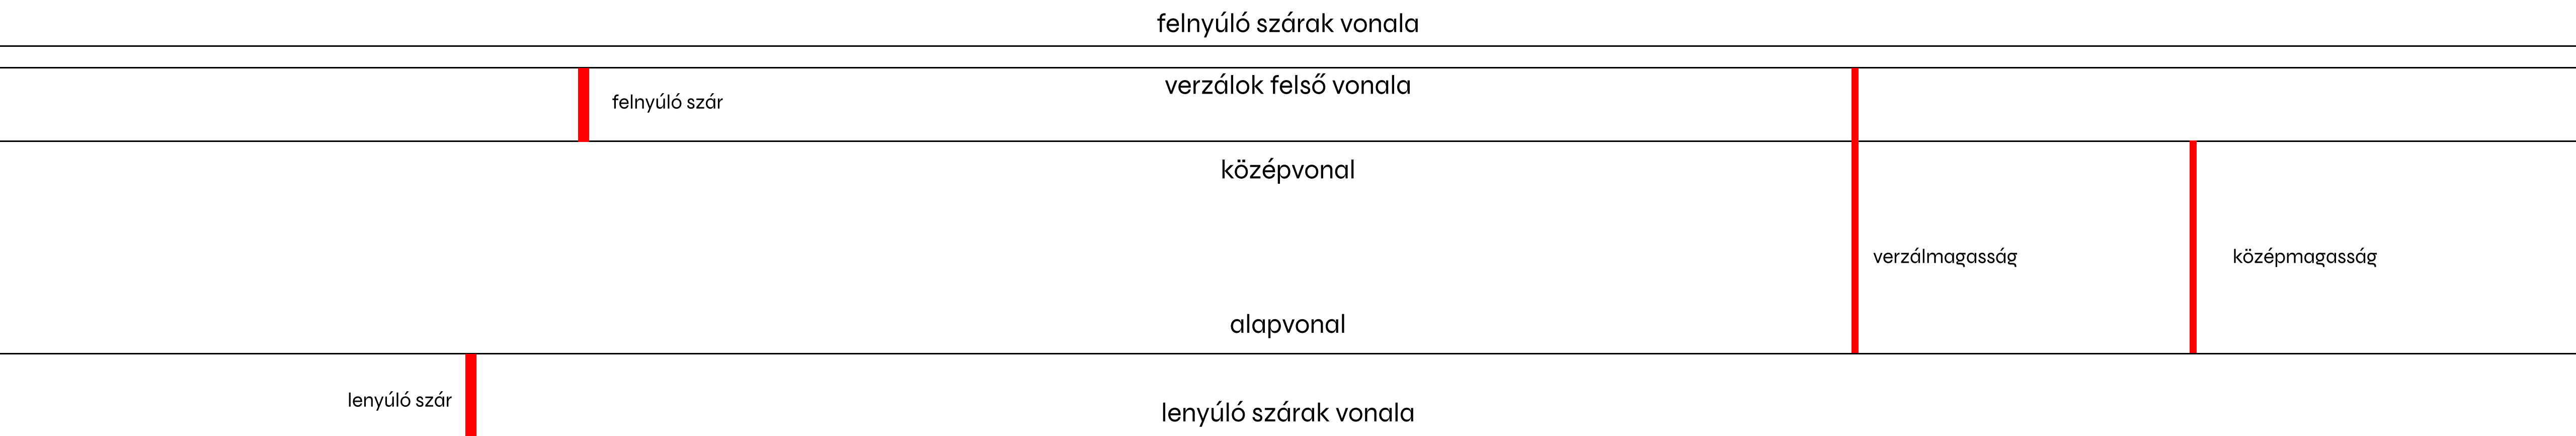 felnyúló szárak vonala
verzálok felső vonala
felnyúló szár
középvonal
verzálmagasság
középmagasság
alapvonal
lenyúló szár
lenyúló szárak vonala